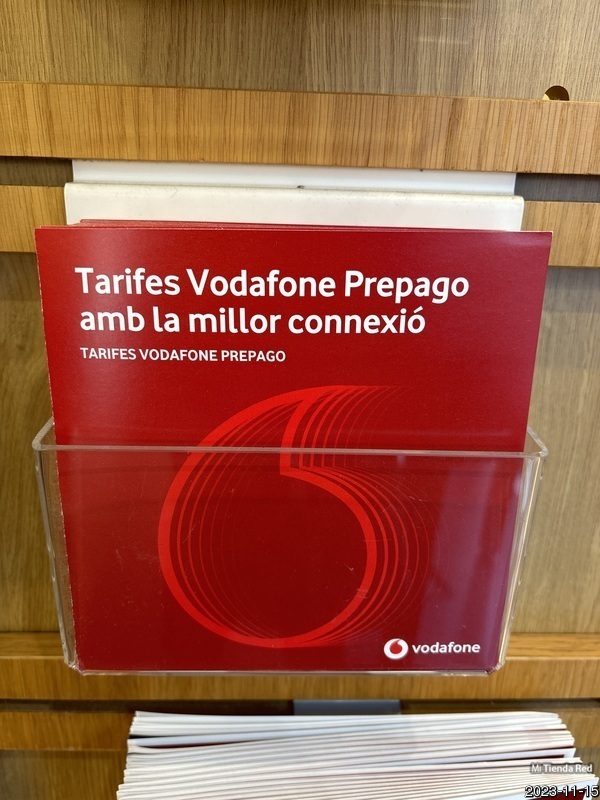 Tarifes Vodafone Prepago
amb la millor connexió
TARIFES VODAFONE PREPAGO
vodafone
Mi Tienda Red
2023-11-15